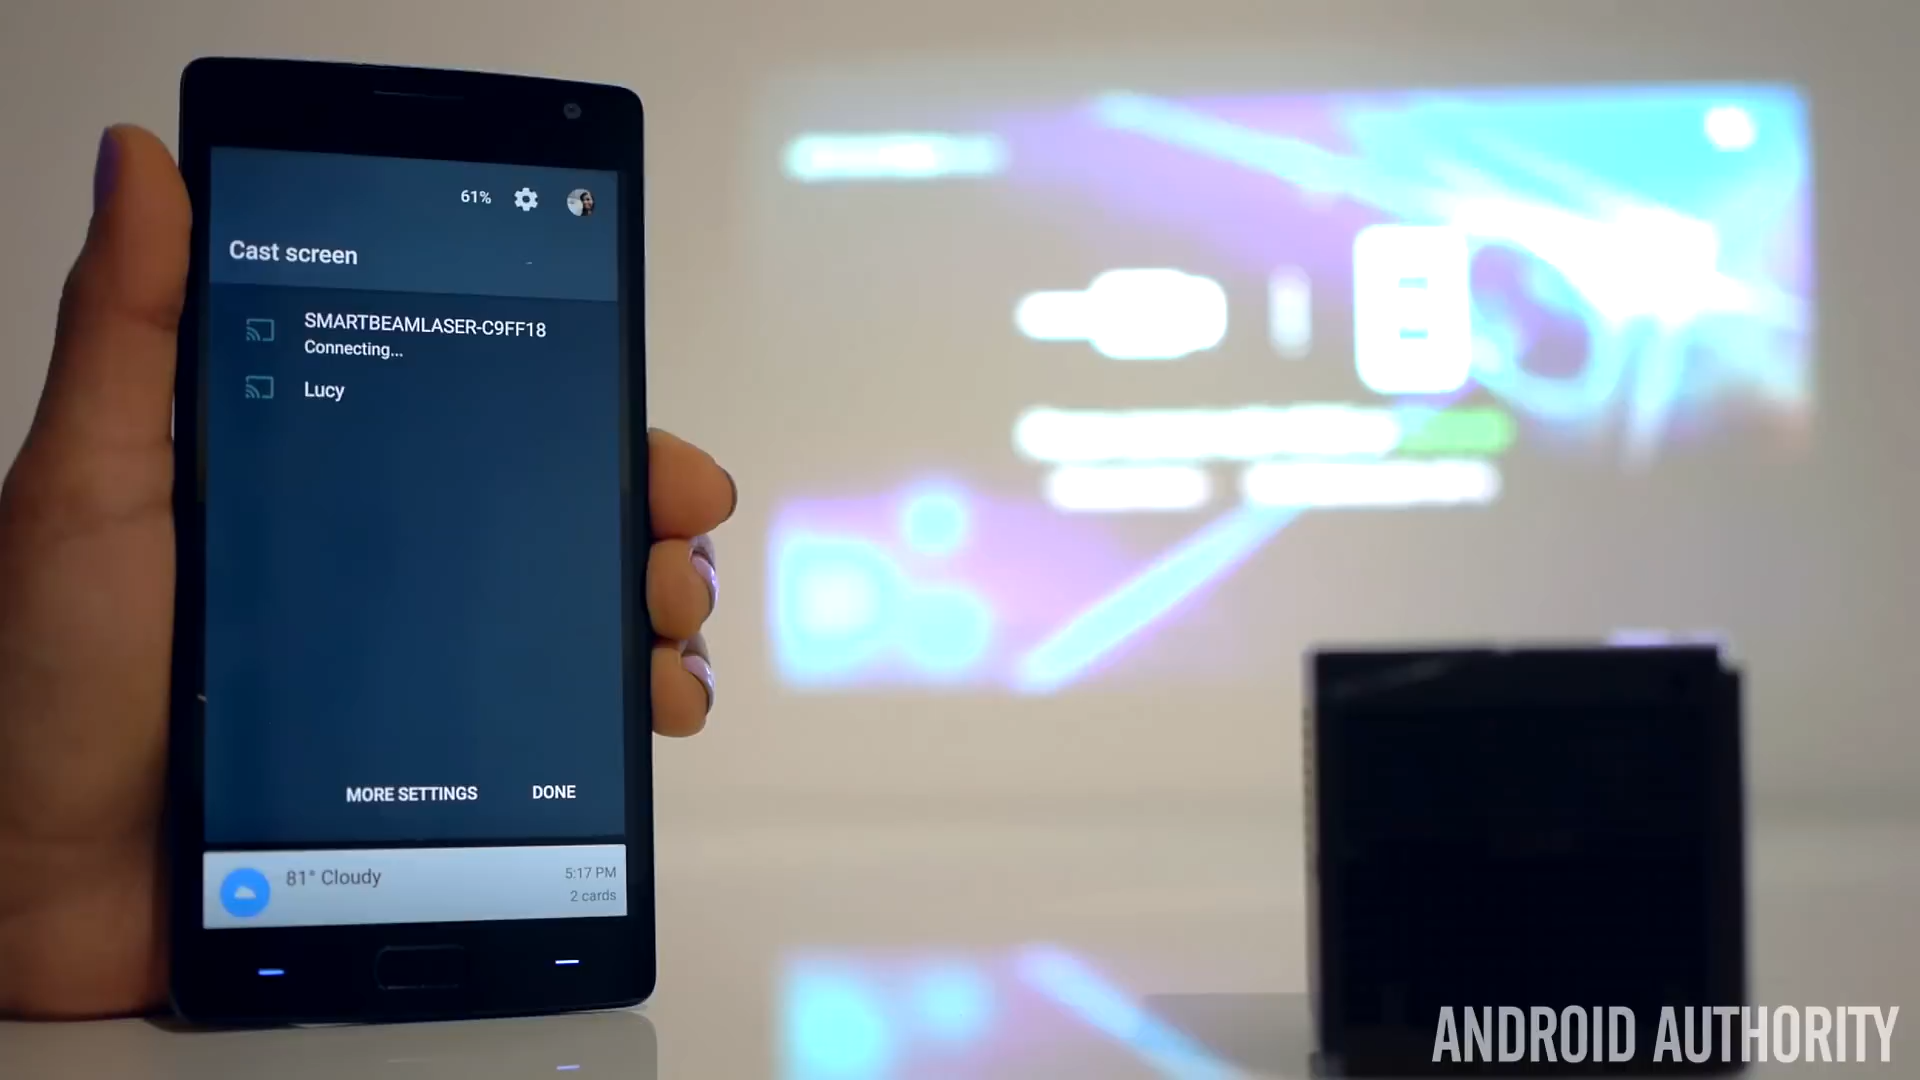 61%
Cast screen
SMARTBEAMLASER-C9FF18
Connecting...
Lucy
MORE SETTINGS
DONE
81° Cloudy
5:17 PM
2 cards
ANDROID AUTHORITY